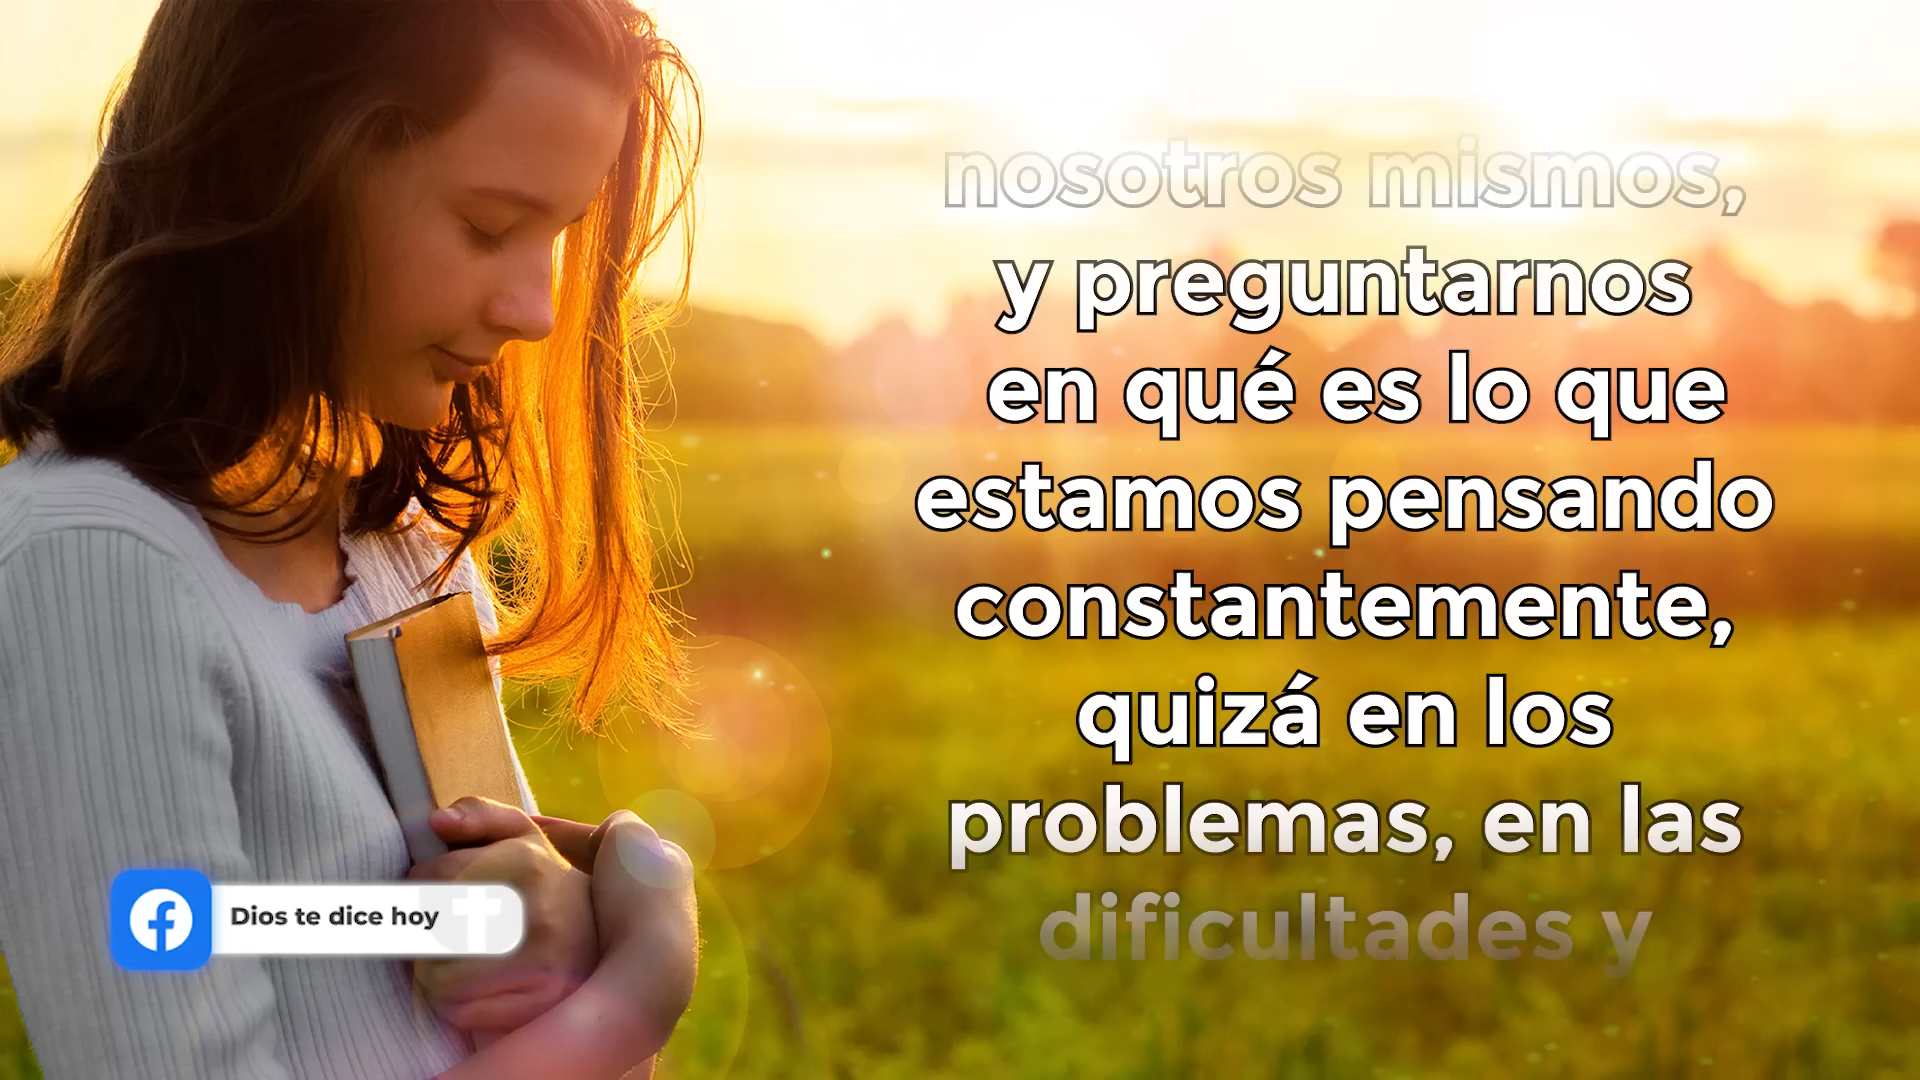 nosotros mismos,
y preguntarnos
en qué es lo que
estamos pensando
constantemente,
quizá en los
problemas, en las
dificultades y
Dios te dice hoy